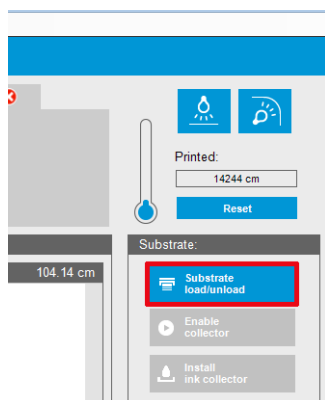 Printed:
14244 cm
Reset
Substrate:
104.14 cm
Substrate
load/unload
Enable
collector
Install
ink collector